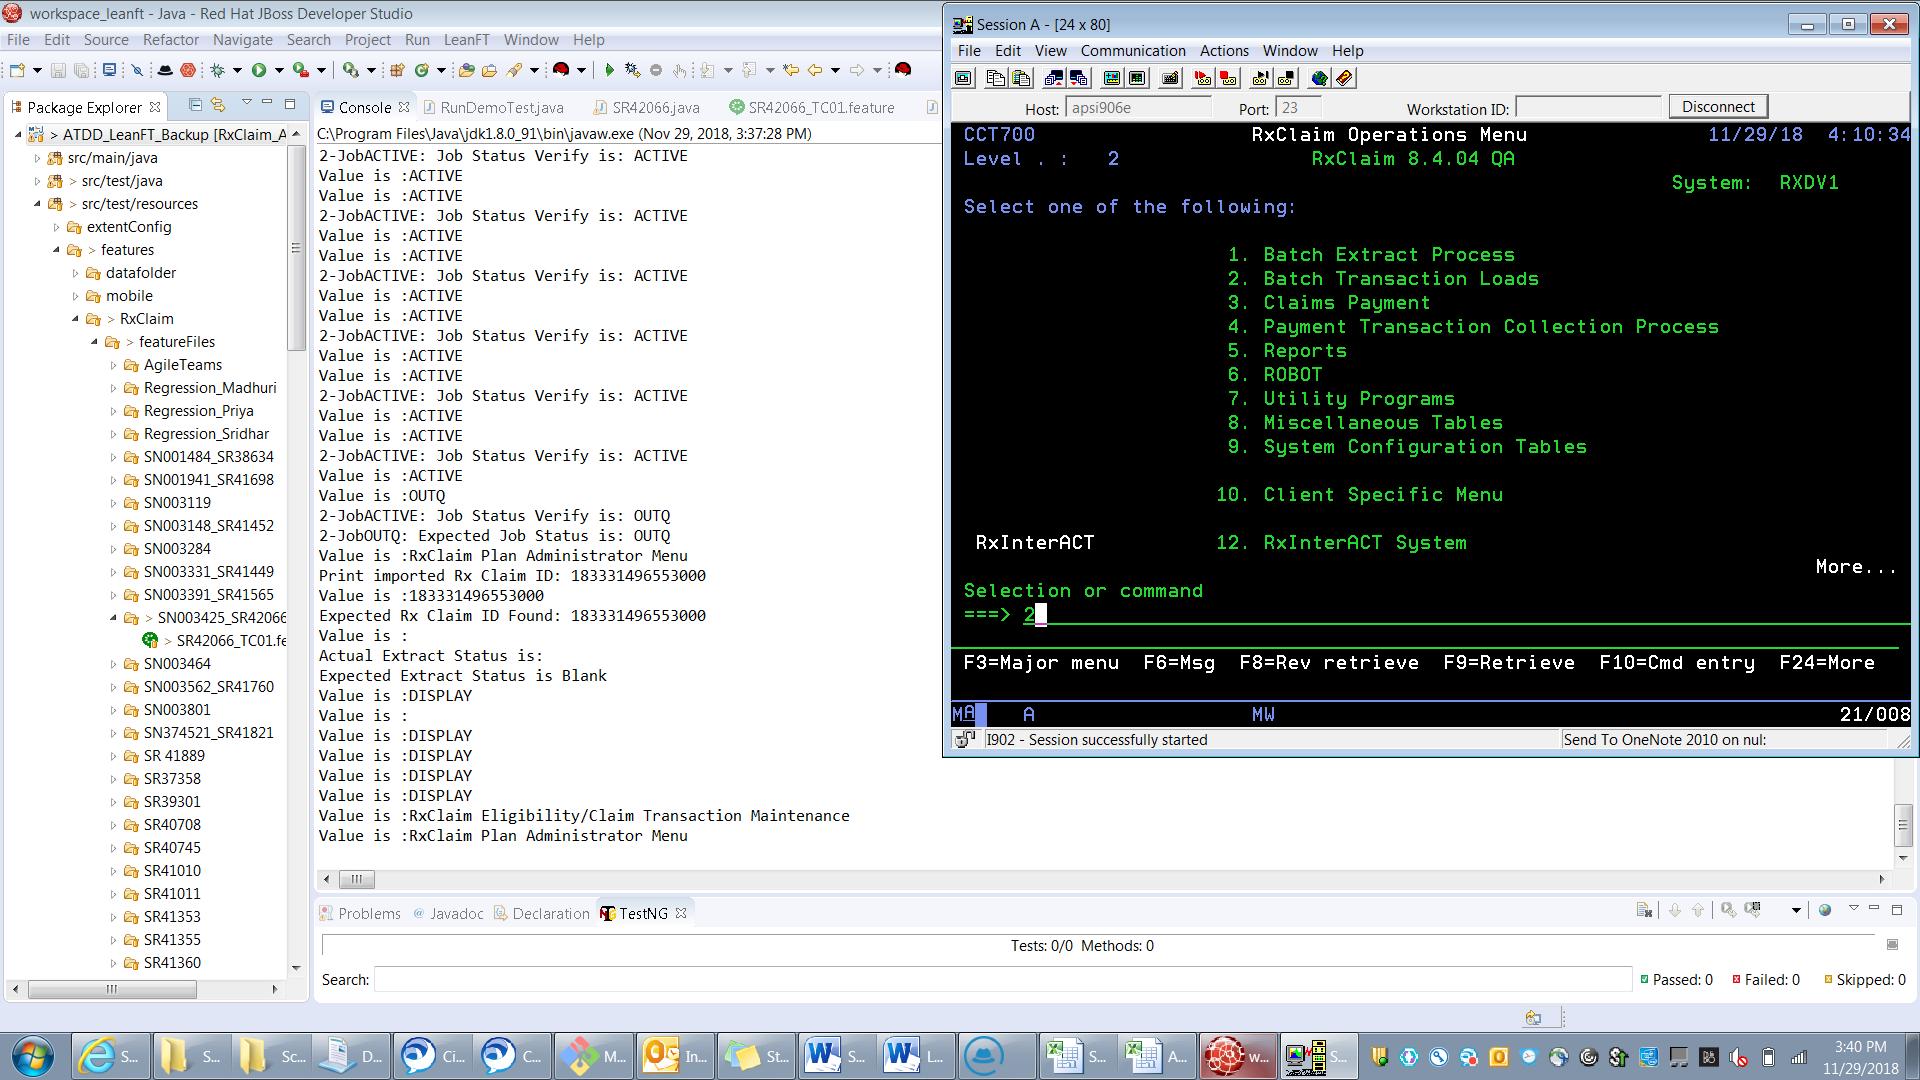 workspace_leanft - Java - Red Hat JBoss Developer Studio
File Edit Source Refactor Navigate Search Project Run LeanFT Window Help
Package Explorer
> ATDD_LeanFT_Backup [RxClaim_A
src/main/java
> src/test/java
> src/test/resources
extentConfig
> features
datafolder
mobile
> RxClaim
> featureFiles
AgileTeams
Regression_Madhuri
Regression_Priya
Regression_Sridhar
SN001484_SR38634
SN001941_SR41698
SN003119
SN003148_SR41452
SN003284
SN003331_SR41449
SN003391_SR41565
> SN003425_SR42066
> SR42066_TC01.fe
SN003464
SN003562_SR41760
SN003801
SN374521_SR41821
SR 41889
SR37358
SR39301
SR40708
SR40745
SR41010
SR41011
SR41353
SR41355
SR41360
Console RunDemoTest.java SR42066.java SR42066_TC01.feature
C:\Program Files\Java\jdk1.8.0_91\bin\javaw.exe (Nov 29, 2018, 3:37:28 PM)
2-JobACTIVE: Job Status Verify is: ACTIVE
Value is :ACTIVE
Value is :ACTIVE
2-JobACTIVE: Job Status Verify is: ACTIVE
Value is :ACTIVE
Value is :ACTIVE
2-JobACTIVE: Job Status Verify is: ACTIVE
Value is :ACTIVE
Value is :ACTIVE
2-JobACTIVE: Job Status Verify is: ACTIVE
Value is :ACTIVE
Value is :ACTIVE
2-JobACTIVE: Job Status Verify is: ACTIVE
Value is :ACTIVE
Value is :ACTIVE
2-JobACTIVE: Job Status Verify is: ACTIVE
Value is :ACTIVE
Value is :OUTQ
2-JobACTIVE: Job Status Verify is: OUTQ
2-JobOUTQ: Expected Job Status is: OUTQ
Value is :RxClaim Plan Administrator Menu
Print imported Rx Claim ID: 183331496553000
Value is :183331496553000
Expected Rx Claim ID Found: 183331496553000
Value is :
Actual Extract Status is:
Expected Extract Status is Blank
Value is :DISPLAY
Value is :
Value is :DISPLAY
Value is :DISPLAY
Value is :DISPLAY
Value is :DISPLAY
Value is :RxClaim Eligibility/Claim Transaction Maintenance
Value is :RxClaim Plan Administrator Menu
Problems @ Javadoc Declaration TestNG
Tests: 0/0 Methods: 0
Search: Passed: 0 Failed: 0 Skipped: 0
Session A - [24 x 80]
File Edit View Communication Actions Window Help
Host: apsi906e Port: 23 Workstation ID: Disconnect
CCT700 RxClaim Operations Menu 11/29/18 4:10:34
Level . : 2 RxClaim 8.4.04 QA
System: RXDV1
Select one of the following:
1. Batch Extract Process
2. Batch Transaction Loads
3. Claims Payment
4. Payment Transaction Collection Process
5. Reports
6. ROBOT
7. Utility Programs
8. Miscellaneous Tables
9. System Configuration Tables
10. Client Specific Menu
RxInterACT 12. RxInterACT System
More...
Selection or command
===> 2
F3=Major menu F6=Msg F8=Rev retrieve F9=Retrieve F10=Cmd entry F24=More
MA A MW 21/008
I902 - Session successfully started Send To OneNote 2010 on nul:
S... S... Sc... D... Ci... C... M... In... St... S... L... S... A... w... S...
3:40 PM
11/29/2018